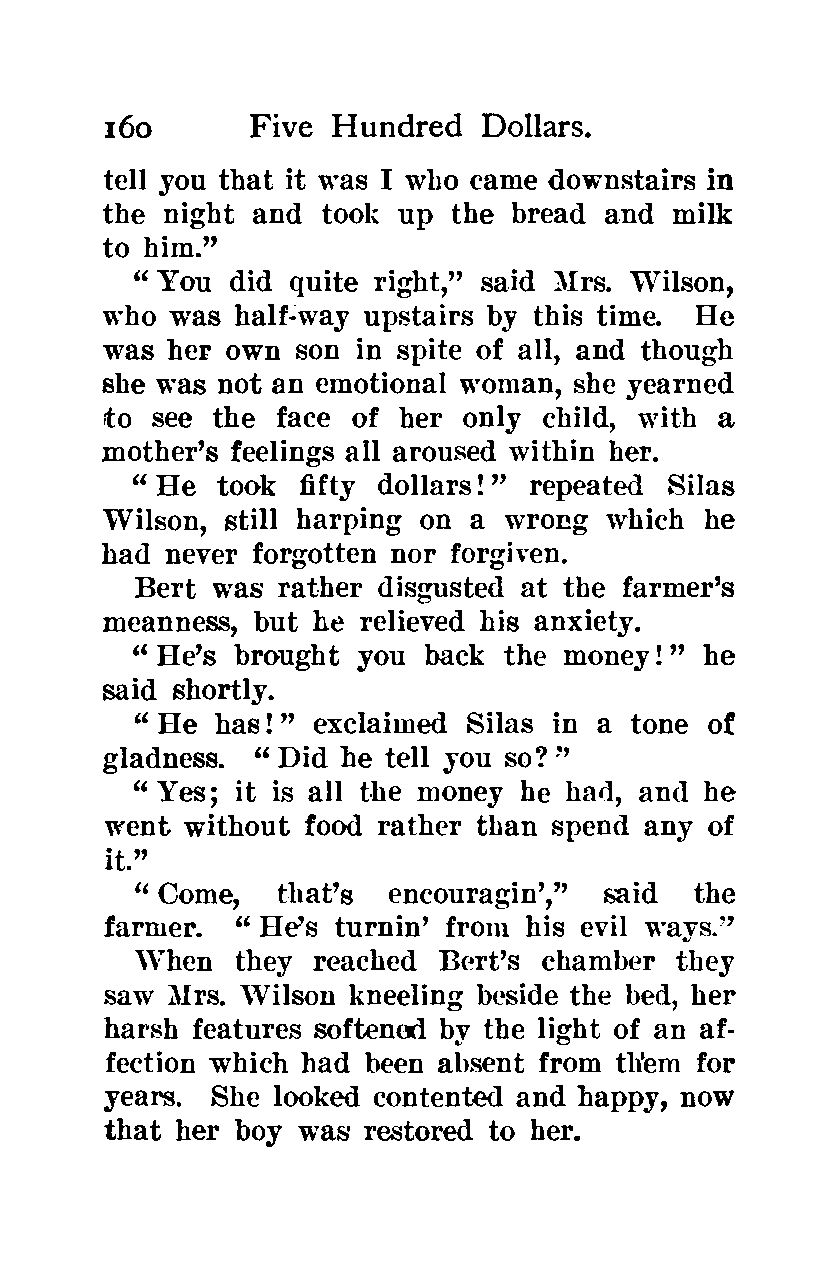 160 Five Hundred Dollars.
tell you that it was I who came downstairs in
the night and took up the bread and milk
to him.”
“ You did quite right,” said Mrs. Wilson,
who was half-way upstairs by this time. He
was her own son in spite of all, and though
she was not an emotional woman, she yearned
to see the face of her only child, with a
mother’s feelings all aroused within her.
“ He took fifty dollars! ” repeated Silas
Wilson, still harping on a wrong which he
had never forgotten nor forgiven.
Bert was rather disgusted at the farmer’s
meanness, but he relieved his anxiety.
“ He’s brought you back the money! ” he
said shortly.
“ He has! ” exclaimed Silas in a tone of
gladness. “ Did he tell you so? ”
“ Yes; it is all the money he had, and he
went without food rather than spend any of
it.”
“ Come, that’s encouragin’,” said the
farmer. “ He’s turnin’ from his evil ways.”
When they reached Bert’s chamber they
saw Mrs. Wilson kneeling beside the bed, her
harsh features softened by the light of an af-
fection which had been absent from them for
years. She looked contented and happy, now
that her boy was restored to her.